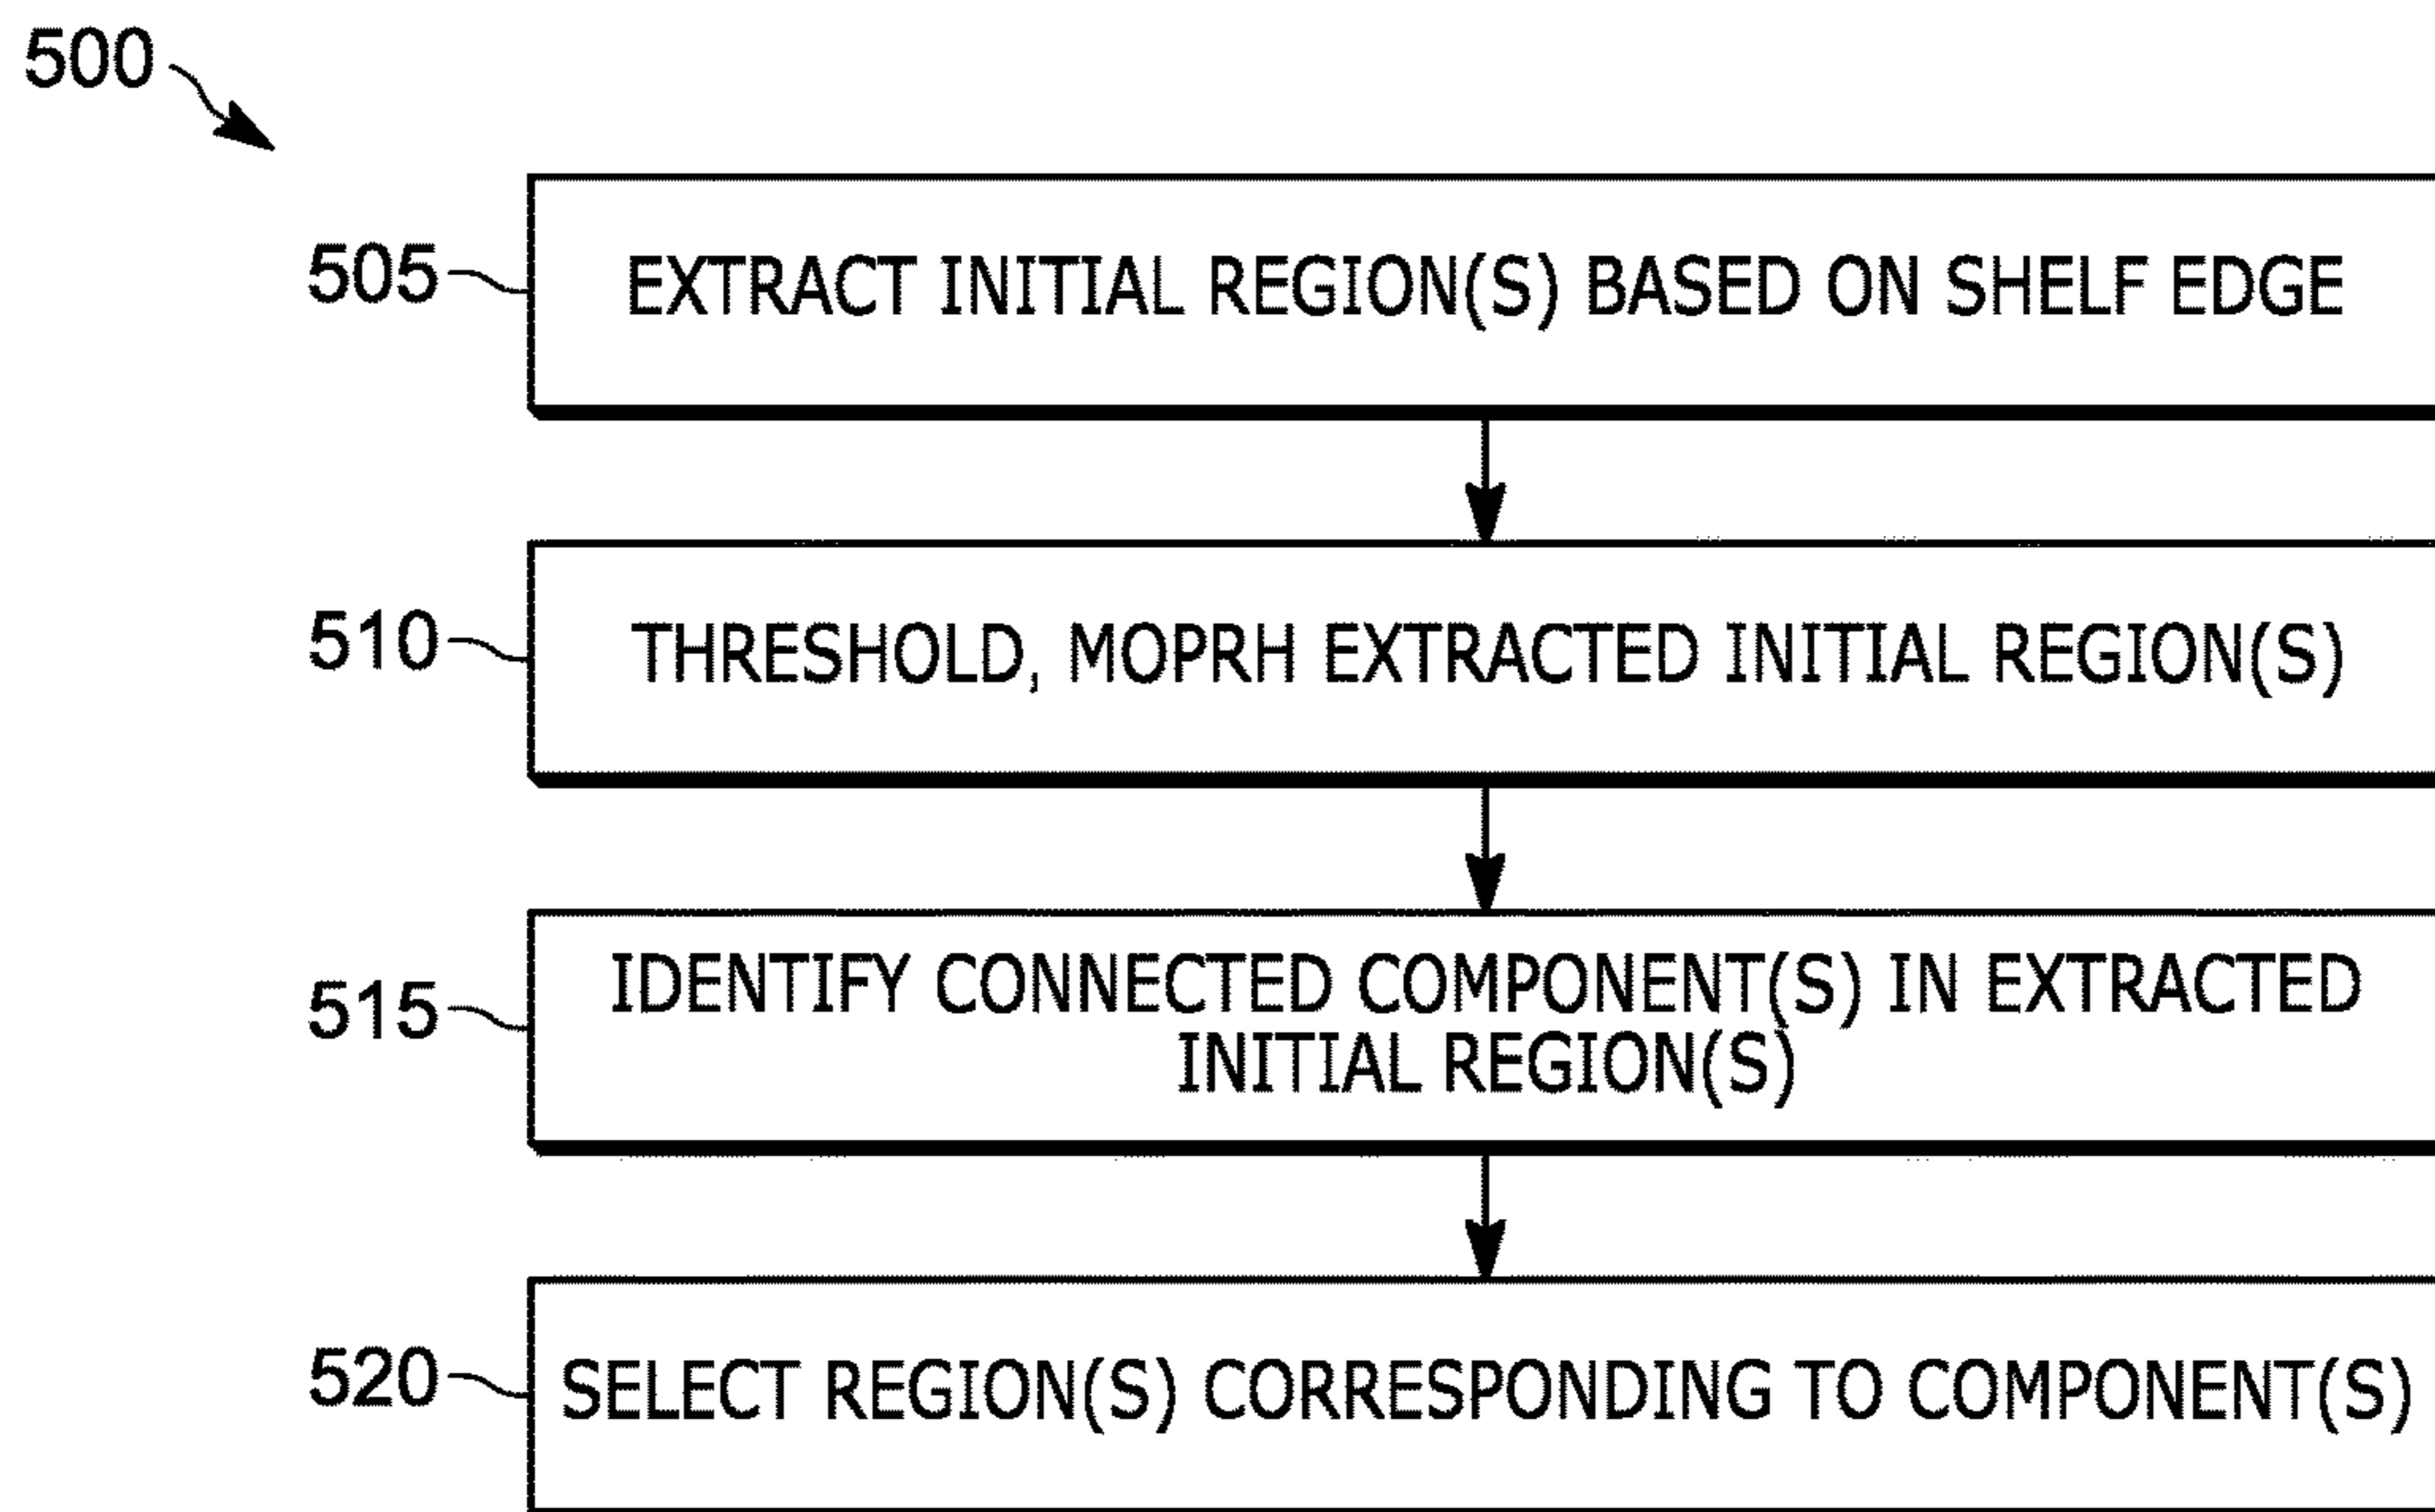 500
505
EXTRACT INITIAL REGION(S) BASED ON SHELF EDGE
510
THRESHOLD, MOPRH EXTRACTED INITIAL REGION(S)
515
IDENTIFY CONNECTED COMPONENT(S) IN EXTRACTED
INITIAL REGION(S)
520
SELECT REGION(S) CORRESPONDING TO COMPONENT(S)